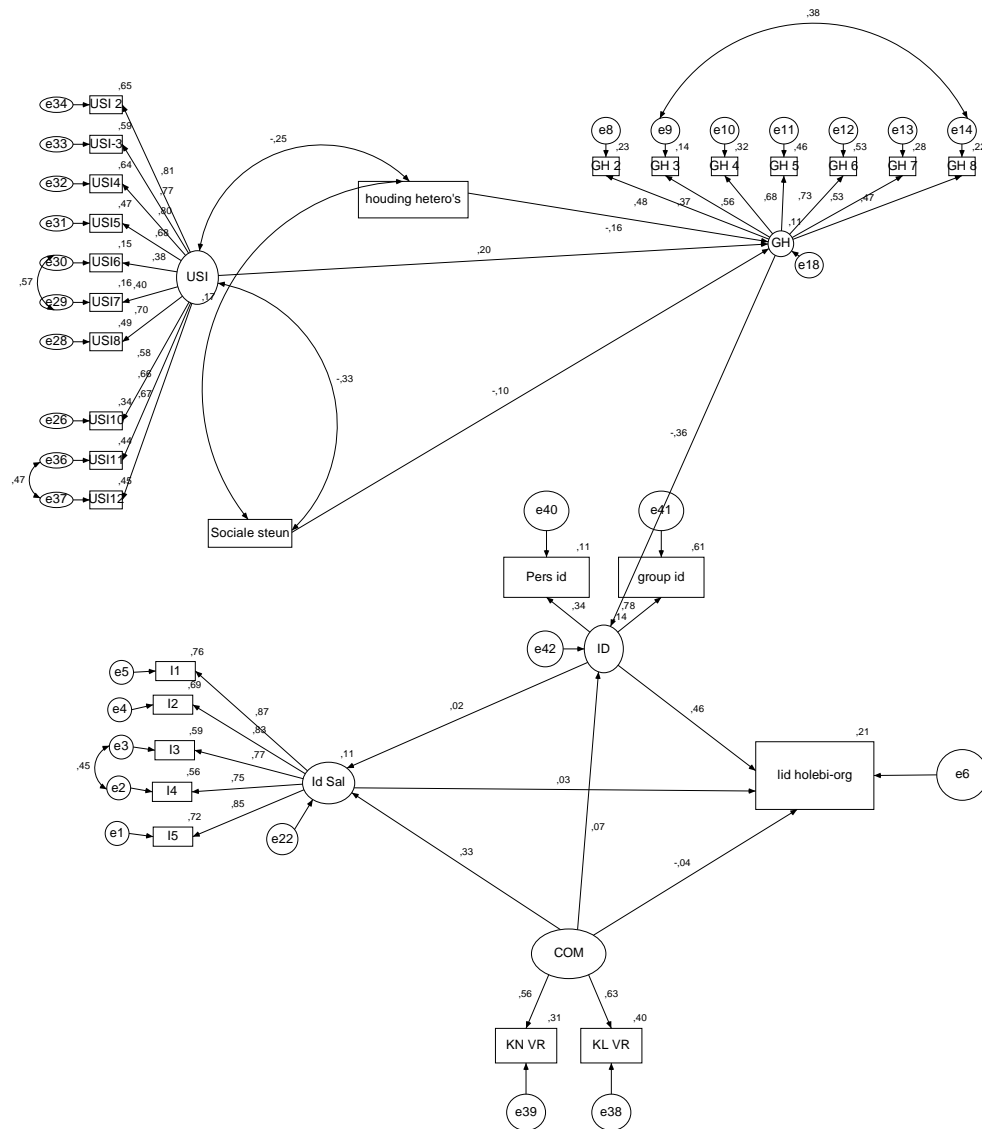 ,38
,65
e34 USI 2
,59
e33 USI-3
,64
e32 USI4
,47
e31 USI5
,15
e30 USI6
,57
,16
e29 USI7
,49
e28 USI8
,34
e26 USI10
,44
e36 USI11
,47
,45
e37 USI12
,81
,77
,80
,68
,38
,40
,70
,58
,66
,67
USI
,17
-,25
houding hetero's
-,33
Sociale steun
e8 e9 e10 e11 e12 e13 e14
,23 ,14 ,32 ,46 ,53 ,28 ,22
GH 2 GH 3 GH 4 GH 5 GH 6 GH 7 GH 8
,48 ,37 ,56 ,68 ,73 ,53 ,47
,11
GH
e18
-,16
,20
-,10
-,36
e40 e41
,11 ,61
Pers id group id
,34 ,78
,14
e42 ID
,76
e5 I1
,69
e4 I2
,59
e3 I3
,45
,56
e2 I4
,72
e1 I5
,87
,83
,77
,75
,85
,11
Id Sal
e22
,02
,46
,21
lid holebi-org
e6
,03
,33
,07
-,04
COM
,56 ,63
,31 ,40
KN VR KL VR
e39 e38